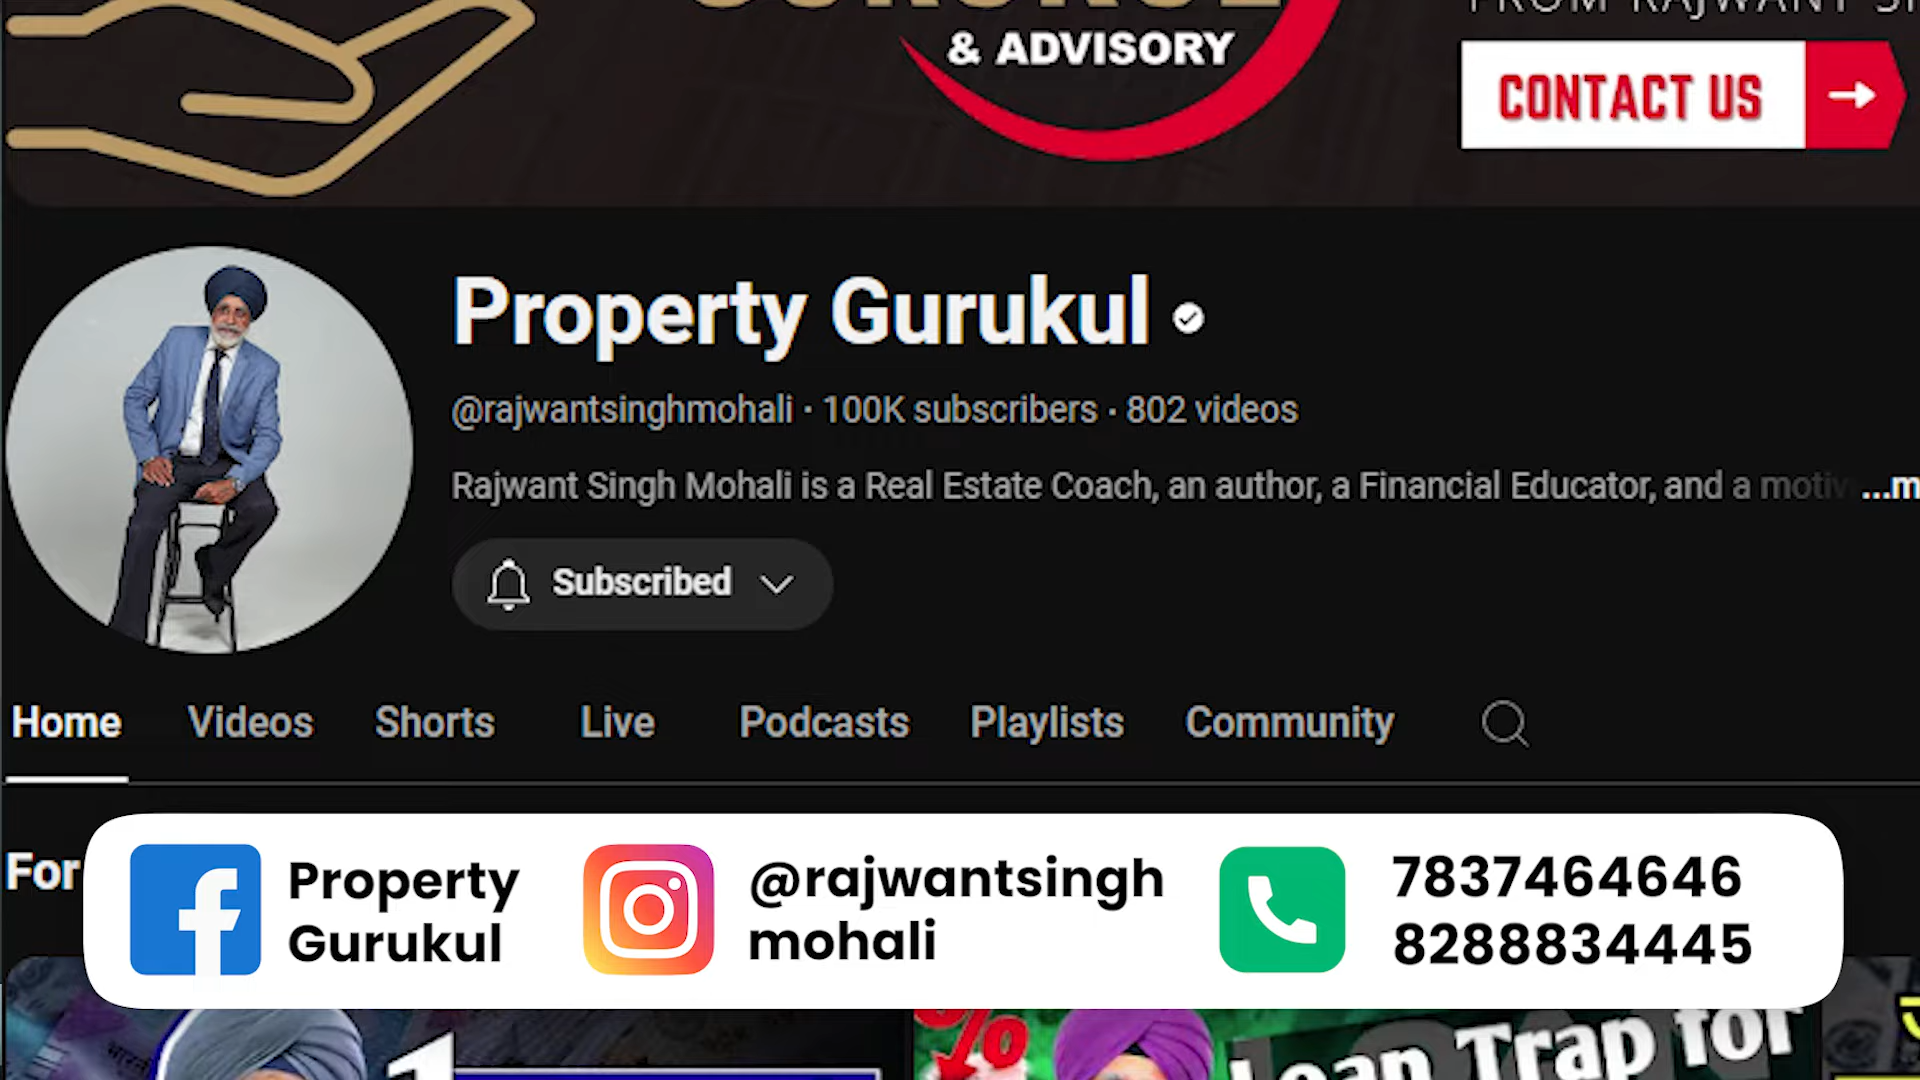 & ADVISORY
CONTACT US
Property Gurukul
@rajwantsinghmohali · 100K subscribers · 802 videos
Rajwant Singh Mohali is a Real Estate Coach, an author, a Financial Educator, and a ...m
Subscribed
Home Videos Shorts Live Podcasts Playlists Community
For
Property
Gurukul
@rajwantsingh
mohali
7837464646
8288834445
1
%
Loan Trap for